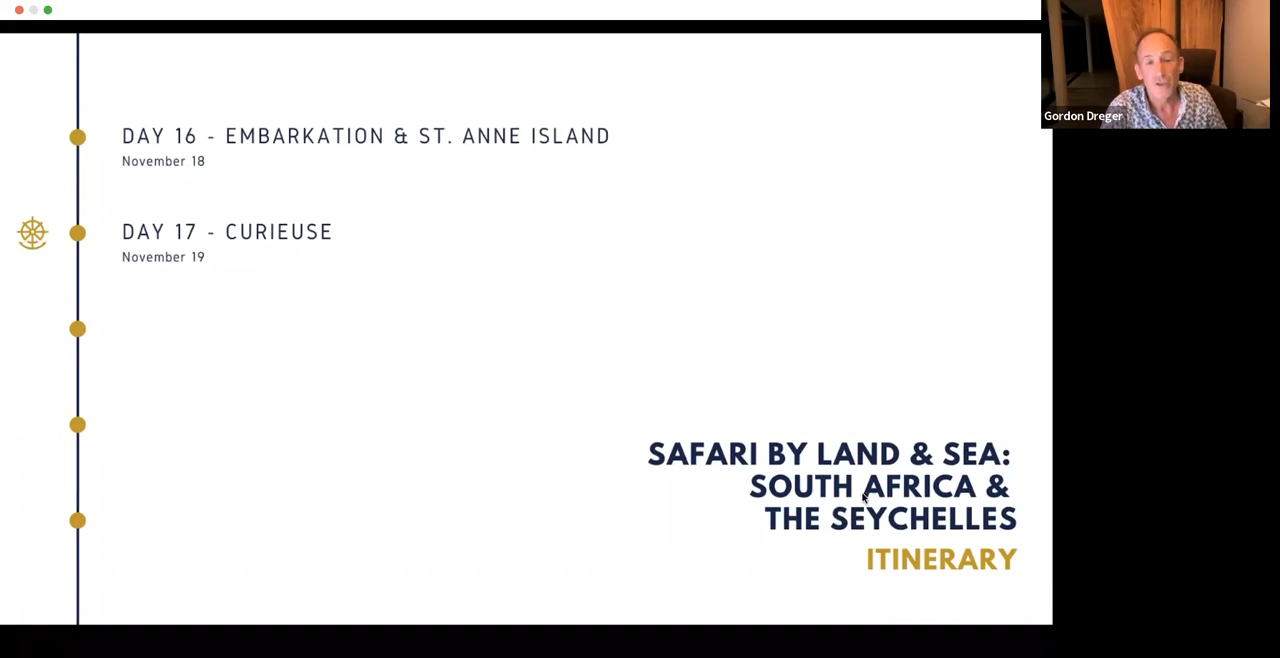 Gordon Dreger
DAY 16 - EMBARKATION & ST. ANNE ISLAND
November 18
DAY 17 - CURIEUSE
November 19
SAFARI BY LAND & SEA:
SOUTH AFRICA &
THE SEYCHELLES
ITINERARY